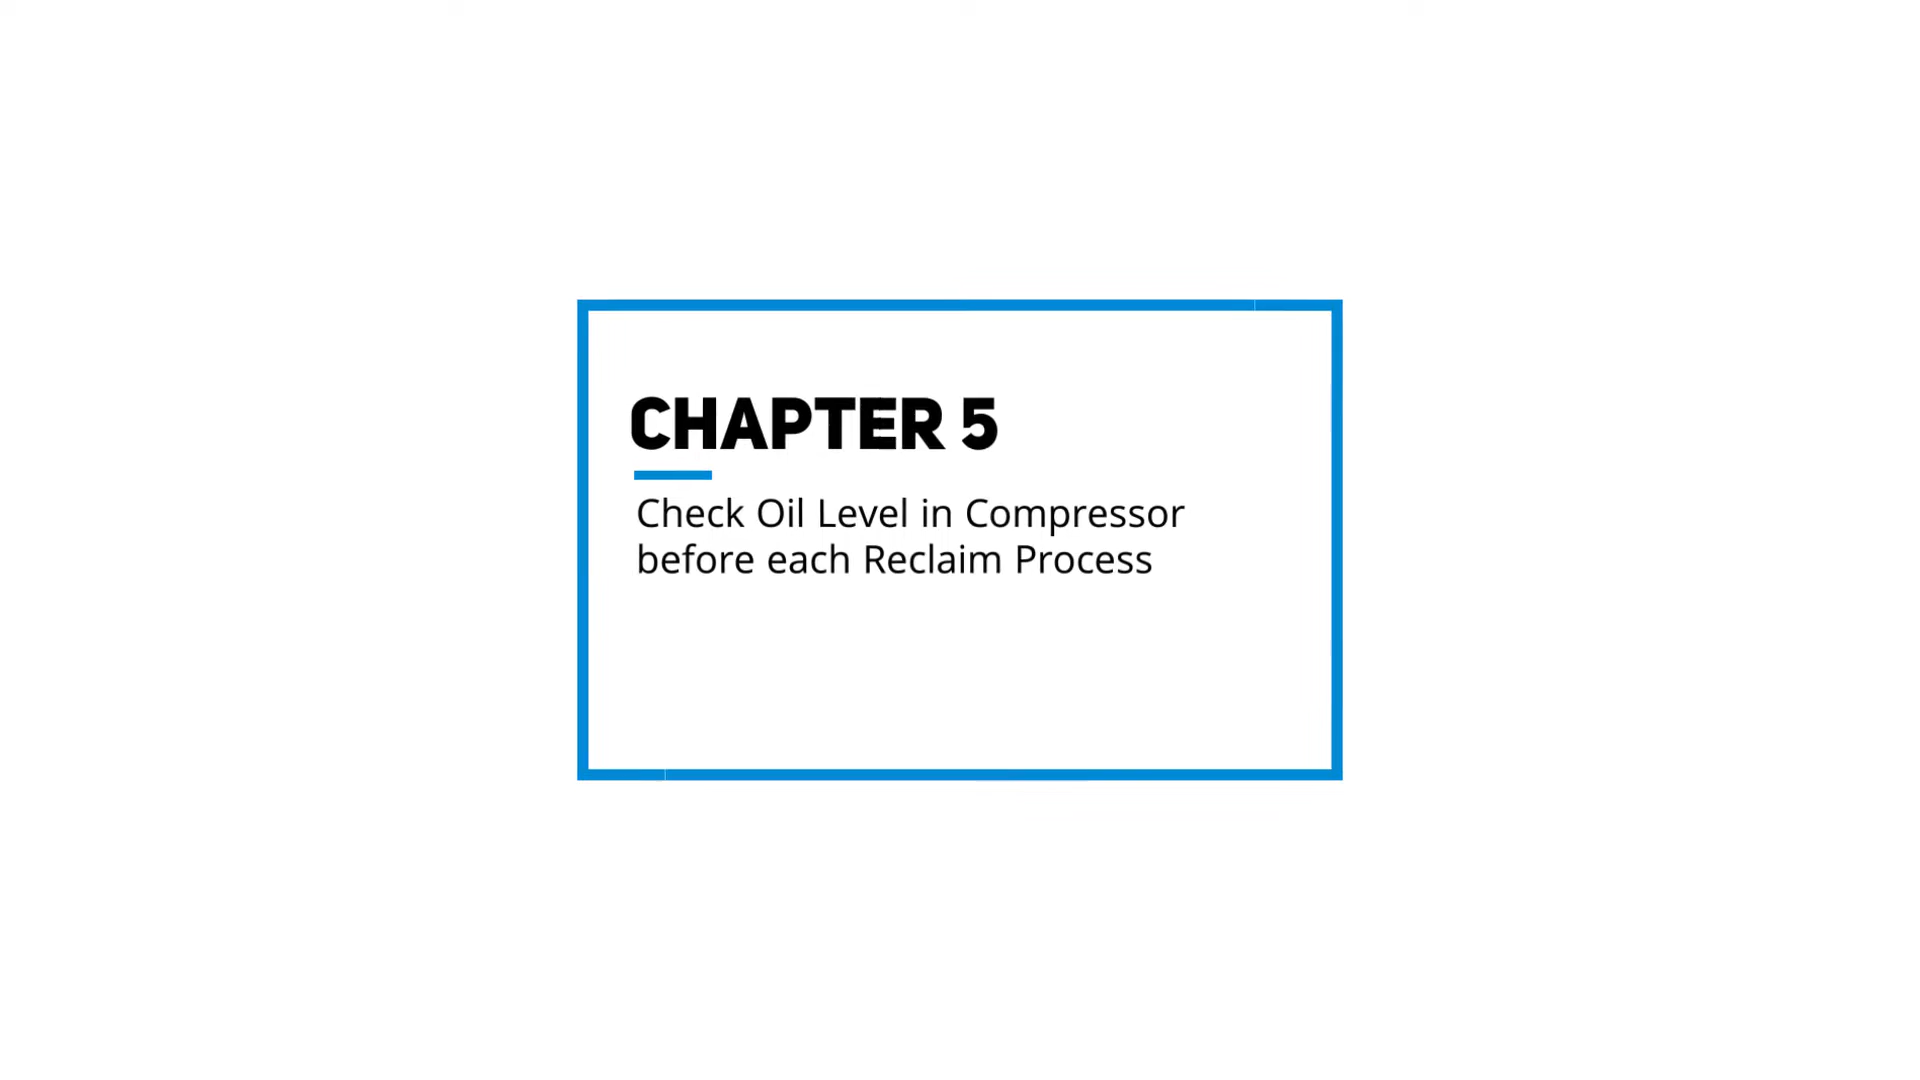 CHAPTER 5
Check Oil Level in Compressor
before each Reclaim Process